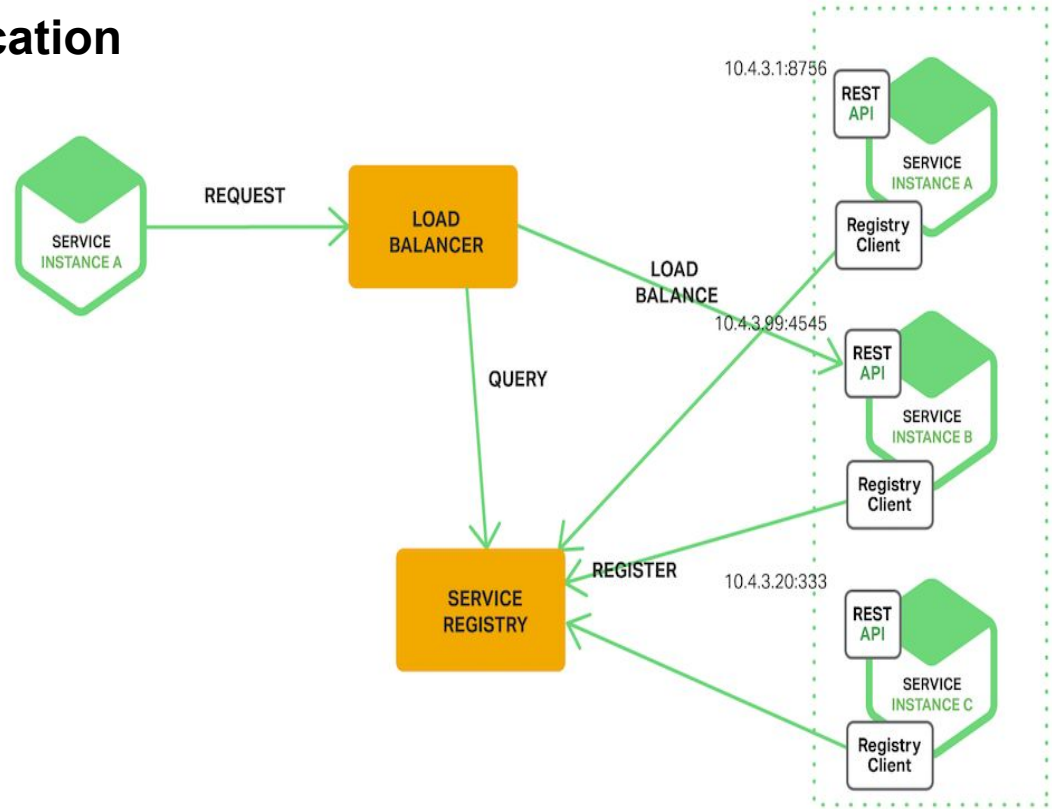 cation
10.4.3.1:8756
REST
API
SERVICE
INSTANCE A
Registry
Client
SERVICE
INSTANCE A
REQUEST
LOAD
BALANCER
LOAD
BALANCE
10.4.3.99:4545
REST
API
SERVICE
INSTANCE B
Registry
Client
QUERY
SERVICE
REGISTRY
REGISTER
10.4.3.20:333
REST
API
SERVICE
INSTANCE C
Registry
Client